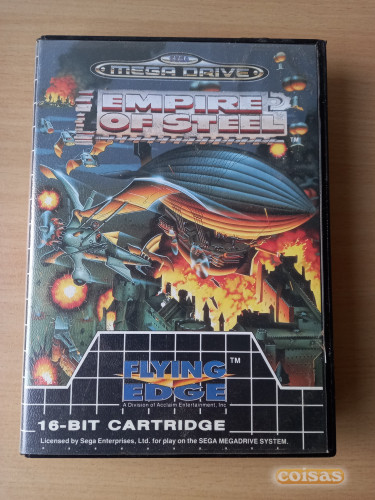 SEGA
MEGA DRIVE
EMPIRE
OF STEEL
TM
FLYING
EDGE
TM
A Division of Acclaim Entertainment, Inc
16-BIT CARTRIDGE
Licensed by Sega Enterprises, Ltd. for play on the SEGA MEGADRIVE SYSTEM.
coisas